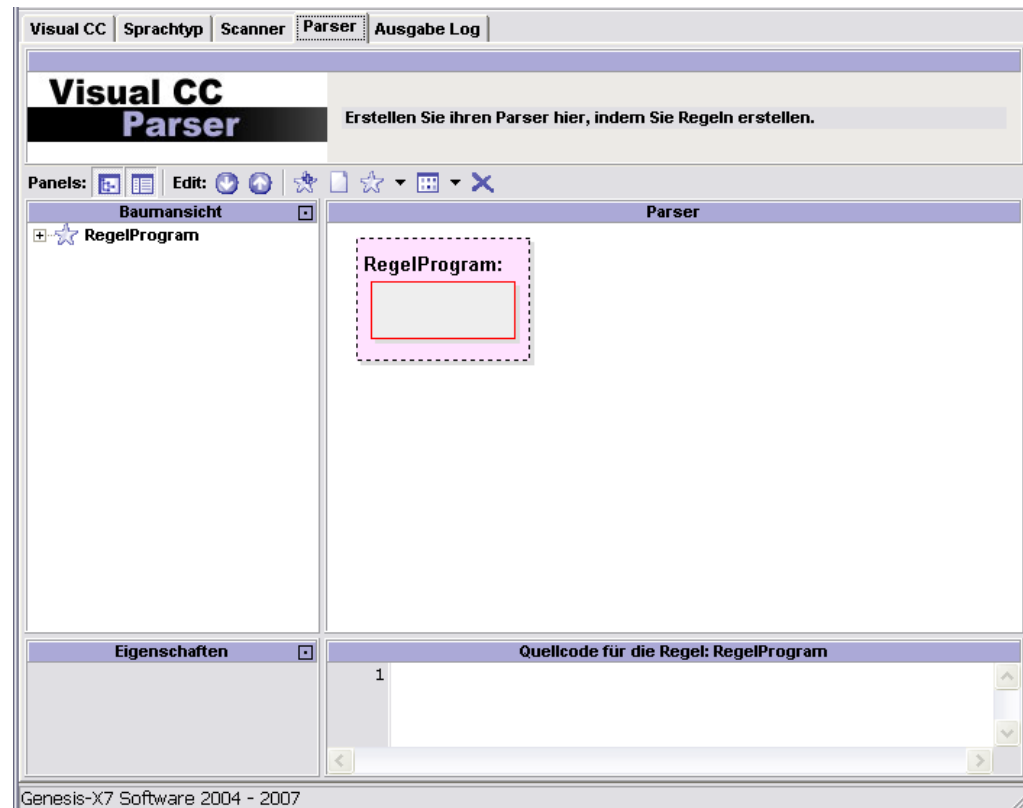 Visual CC Sprachtyp Scanner Parser Ausgabe Log
Visual CC
Parser
Erstellen Sie ihren Parser hier, indem Sie Regeln erstellen.
Panels: Edit:
Baumansicht
Parser
RegelProgram
RegelProgram:
Eigenschaften
Quellcode für die Regel: RegelProgram
1
Genesis-X7 Software 2004 - 2007